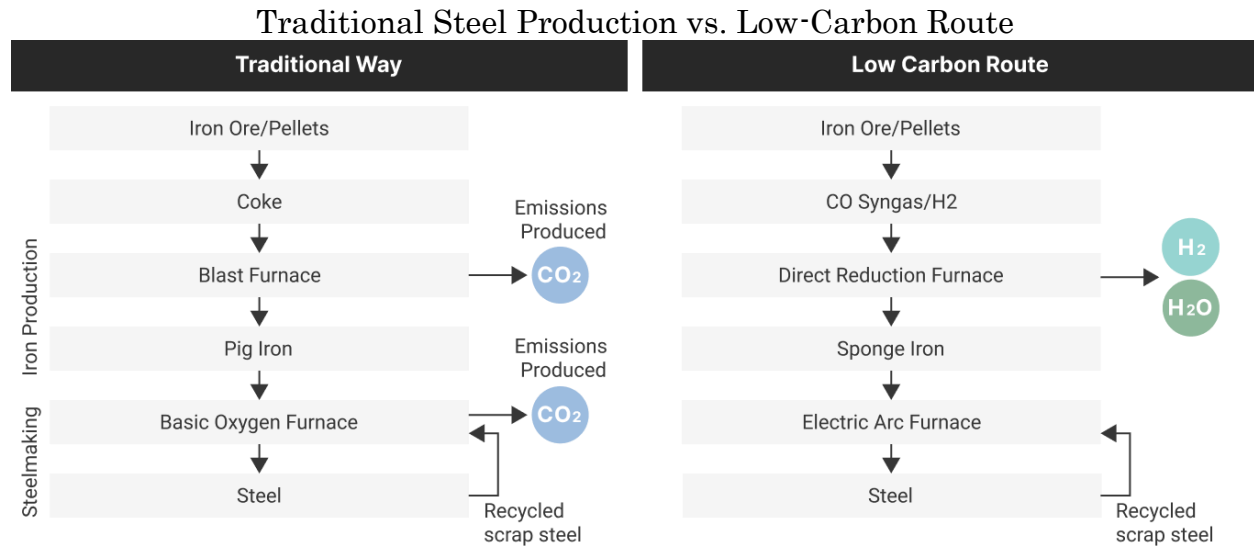 Traditional Steel Production vs. Low-Carbon Route
Traditional Way
Iron Ore/Pellets
Coke
Blast Furnace
Pig Iron
Basic Oxygen Furnace
Steel
Iron Production
Steelmaking
Emissions
Produced
CO2
Emissions
Produced
CO2
Recycled
scrap steel
Low Carbon Route
Iron Ore/Pellets
CO Syngas/H2
Direct Reduction Furnace
Sponge Iron
Electric Arc Furnace
Steel
H2
H2O
Recycled
scrap steel